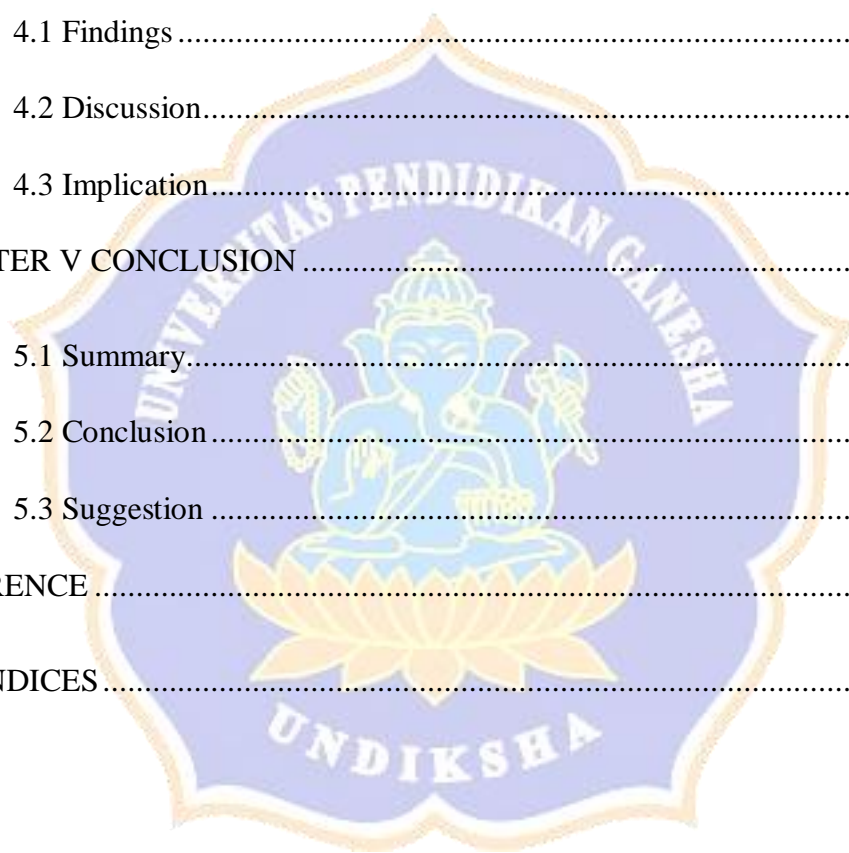 4.1 Findings ................................................................................
4.2 Discussion................................................................................
4.3 Implication................................................................................
TER V CONCLUSION ................................................................................
5.1 Summary................................................................................
5.2 Conclusion ................................................................................
5.3 Suggestion ................................................................................
RENCE ................................................................................
NDICES ................................................................................
UNIVERSITAS PENDIDIKAN GANESHA
UNDIKSHA